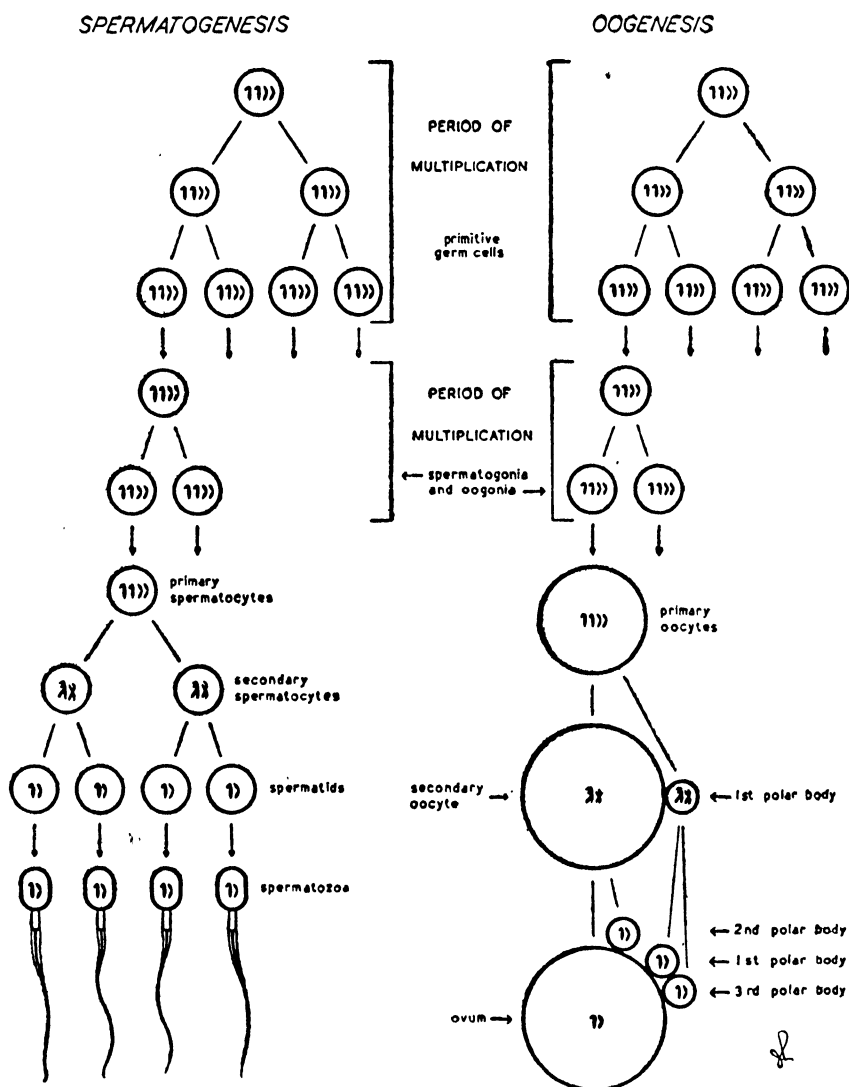 SPERMATOGENESIS
OOGENESIS
PERIOD OF
MULTIPLICATION
primitive
germ cells
PERIOD OF
MULTIPLICATION
spermatogonia
and oogonia
primary
spermatocytes
primary
oocytes
secondary
spermatocytes
spermatids
secondary
oocyte
1st polar body
spermatozoa
2nd polar body
1st polar body
3rd polar body
ovum